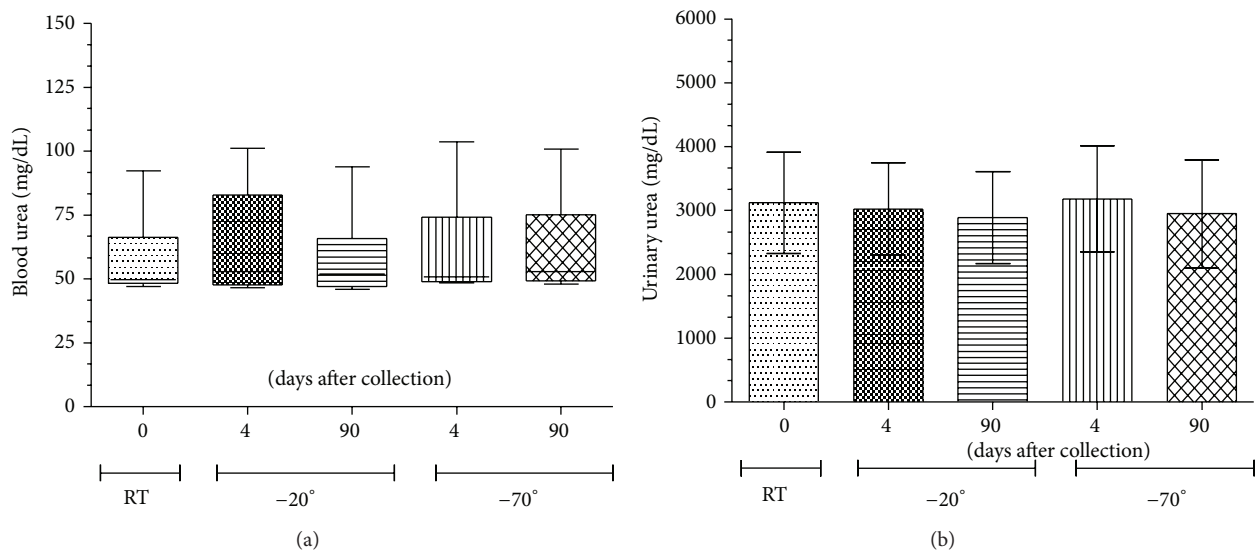 150
125
100
75
50
25
0
Blood urea (mg/dL)
(days after collection)
0 4 90 4 90
RT −20° −70°
(a)
6000
5000
4000
3000
2000
1000
0
Urinary urea (mg/dL)
0 4 90 4 90
(days after collection)
RT −20° −70°
(b)